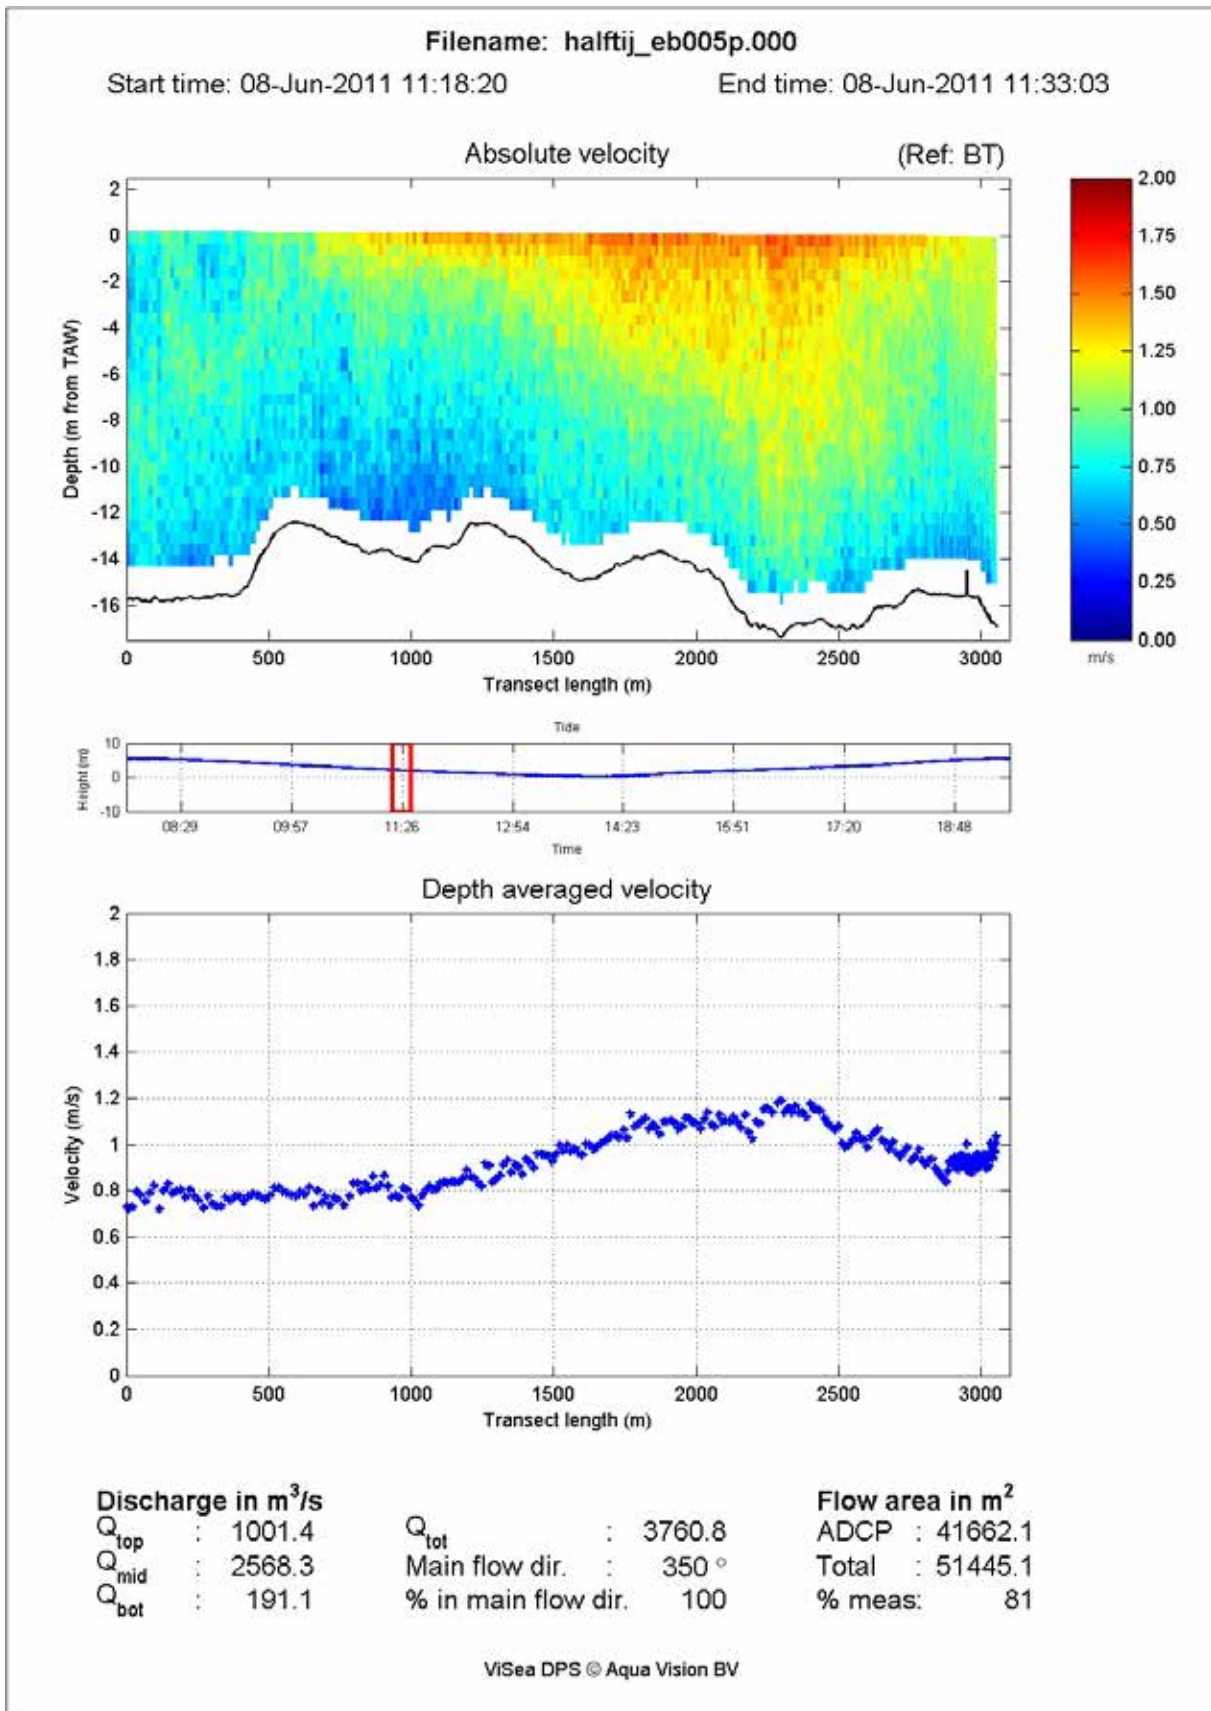 Filename: halftij_eb005p.000
Start time: 08-Jun-2011 11:18:20 End time: 08-Jun-2011 11:33:03
Absolute velocity (Ref: BT)
2
0
-2
-4
-6
-8
-10
-12
-14
-16
Depth (m from TAW)
0 500 1000 1500 2000 2500 3000
Transect length (m)
2.00
1.75
1.50
1.25
1.00
0.75
0.50
0.25
0.00
m/s
Tide
10
0
-10
Height (m)
08:29 09:57 11:26 12:54 14:23 15:51 17:20 18:48
Time
Depth averaged velocity
2
1.8
1.6
1.4
1.2
1
0.8
0.6
0.4
0.2
0
Velocity (m/s)
0 500 1000 1500 2000 2500 3000
Transect length (m)
Discharge in m³/s Flow area in m²
Q_top : 1001.4 Q_tot : 3760.8 ADCP : 41662.1
Q_mid : 2568.3 Main flow dir. : 350 ° Total : 51445.1
Q_bot : 191.1 % in main flow dir. 100 % meas: 81
ViSea DPS © Aqua Vision BV